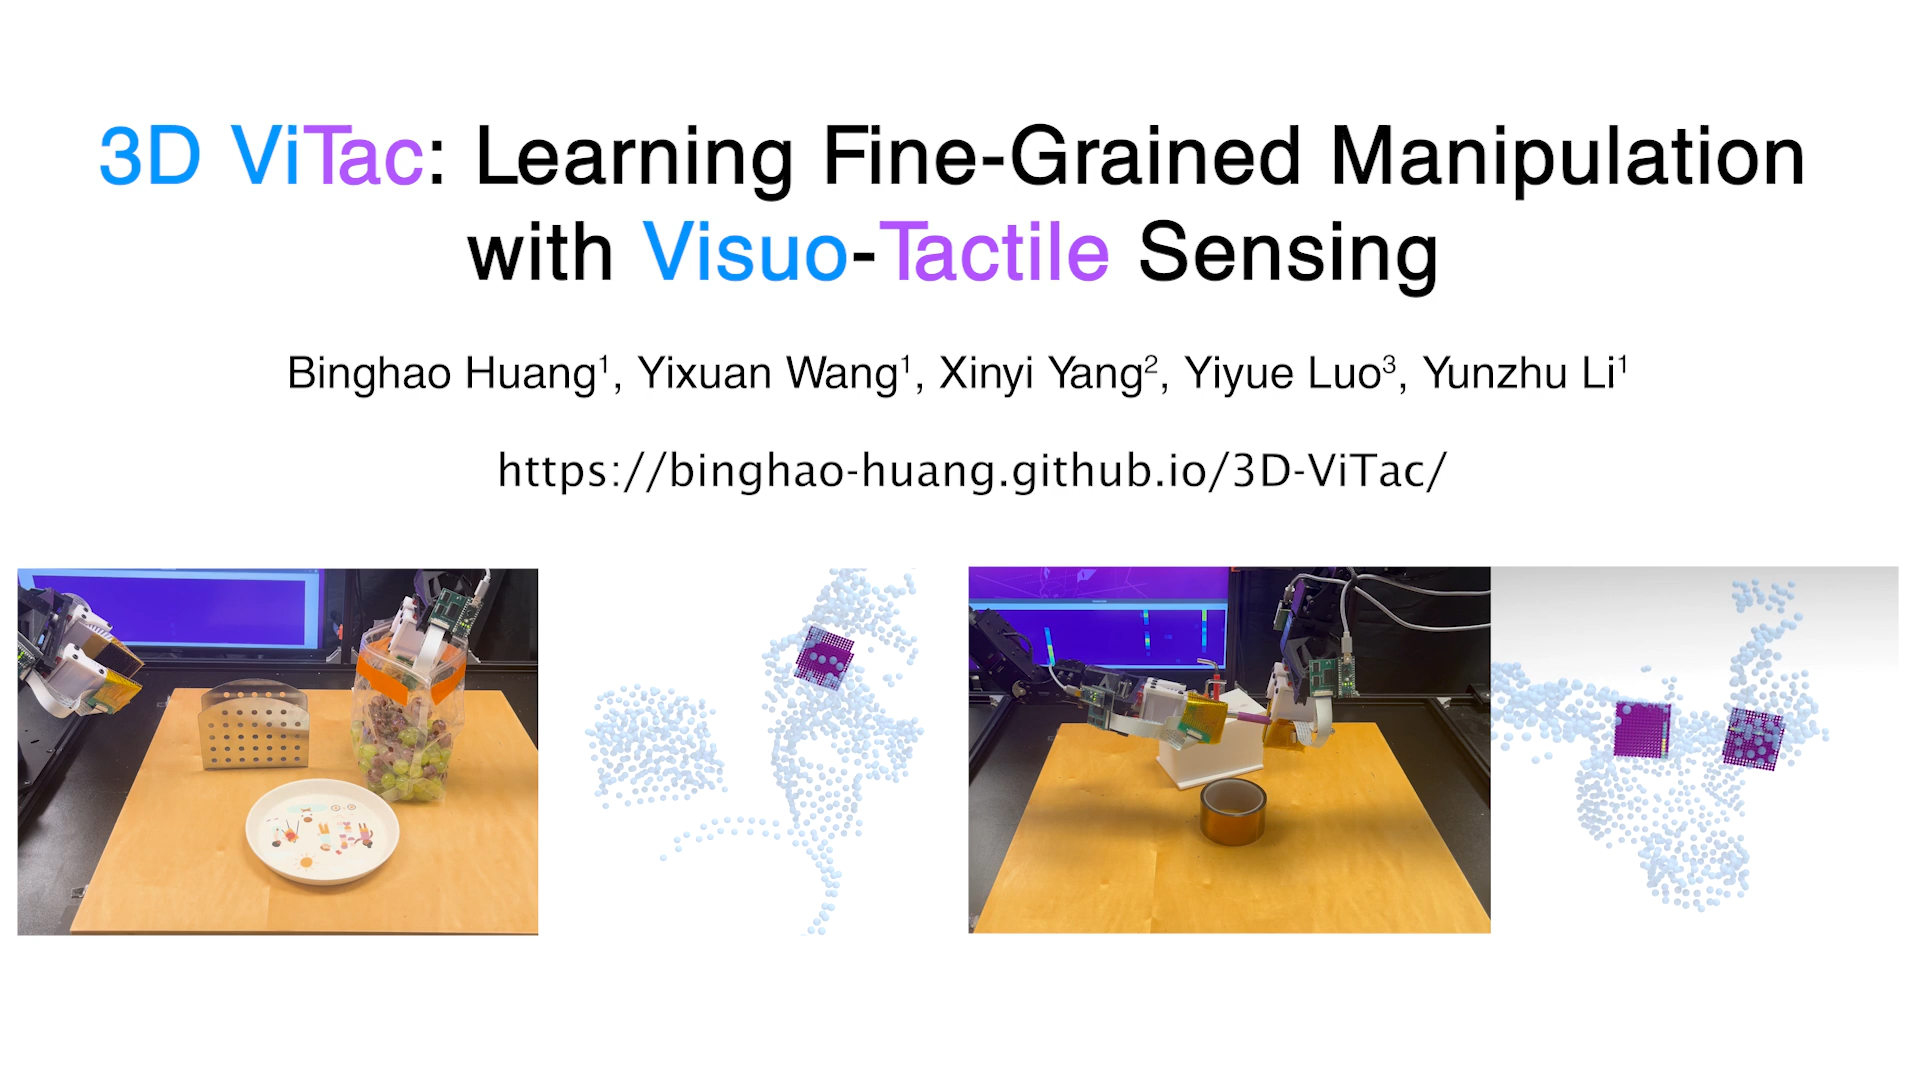 3D ViTac: Learning Fine-Grained Manipulation
with Visuo-Tactile Sensing
Binghao Huang¹, Yixuan Wang¹, Xinyi Yang², Yiyue Luo³, Yunzhu Li¹
https://binghao-huang.github.io/3D-ViTac/